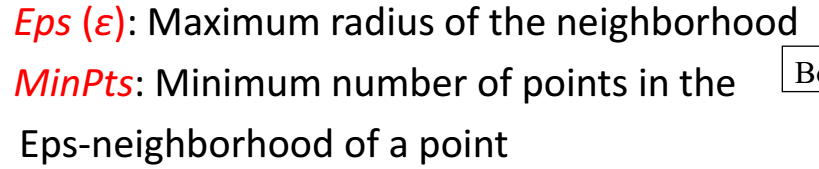 Eps (ε): Maximum radius of the neighborhood
MinPts: Minimum number of points in the
Eps-neighborhood of a point